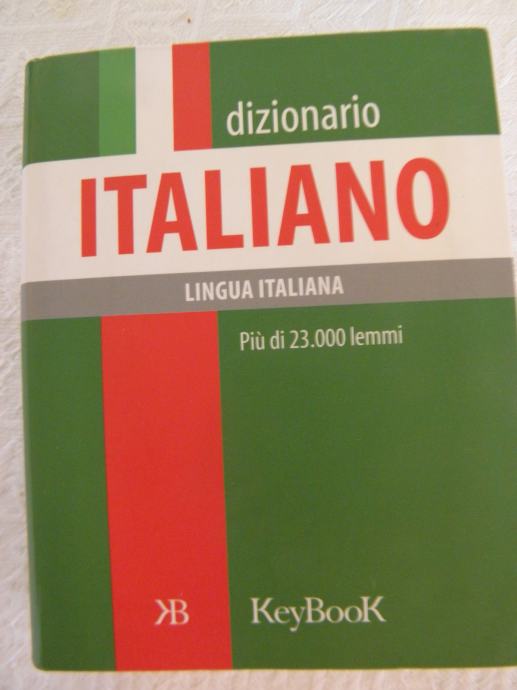 dizionario
ITALIANO
LINGUA ITALIANA
Più di 23.000 lemmi
KB KeyBooK